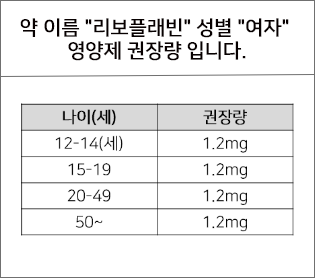 약 이름 "리보플래빈" 성별 "여자"
영양제 권장량 입니다.
나이(세) 권장량
12-14(세) 1.2mg
15-19 1.2mg
20-49 1.2mg
50~ 1.2mg